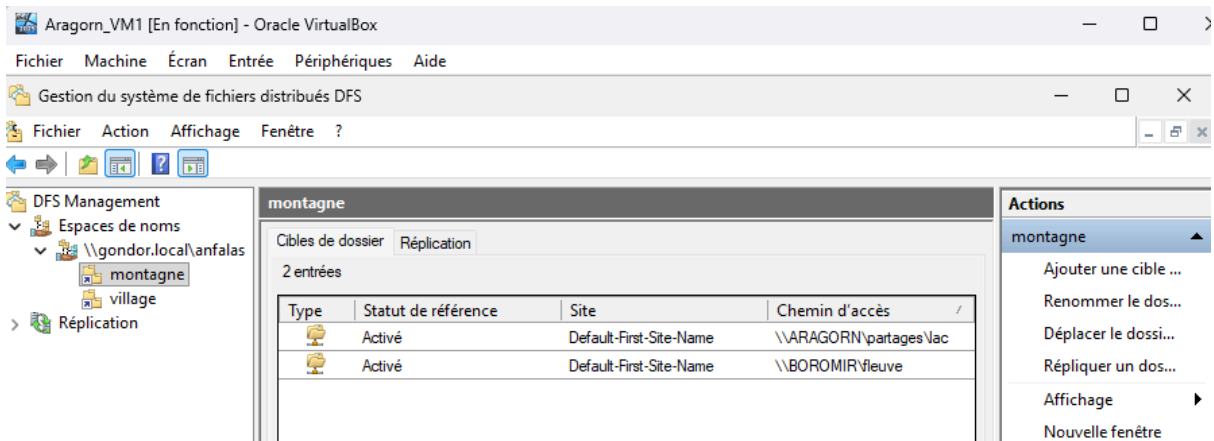 Aragorn_VM1 [En fonction] - Oracle VirtualBox
Fichier Machine Écran Entrée Périphériques Aide
Gestion du système de fichiers distribués DFS
Fichier Action Affichage Fenêtre ?
DFS Management
Espaces de noms
\\gondor.local\anfalas
montagne
village
Réplication
montagne
Cibles de dossier Réplication
2 entrées
Type Statut de référence Site Chemin d'accès
Activé Default-First-Site-Name \\ARAGORN\partages\lac
Activé Default-First-Site-Name \\BOROMIR\fleuve
Actions
montagne
Ajouter une cible ...
Renommer le dos...
Déplacer le dossi...
Répliquer un dos...
Affichage
Nouvelle fenêtre